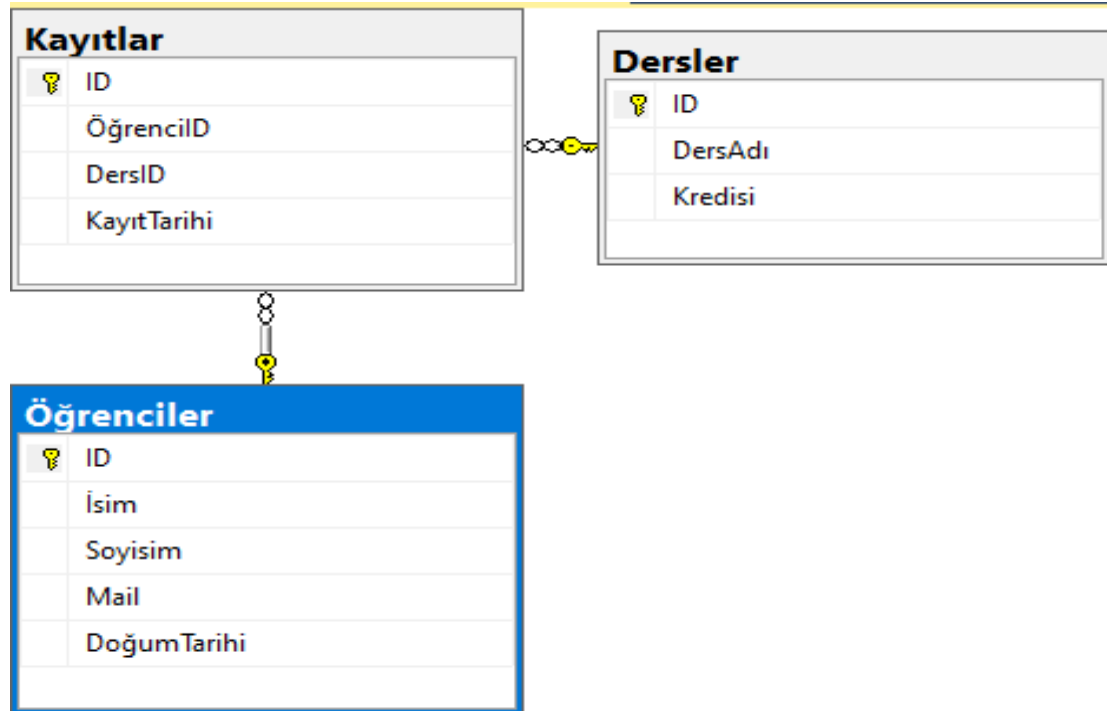 Kayıtlar
ID
ÖğrenciID
DersID
KayıtTarihi
Dersler
ID
DersAdı
Kredisi
Öğrenciler
ID
İsim
Soyisim
Mail
DoğumTarihi